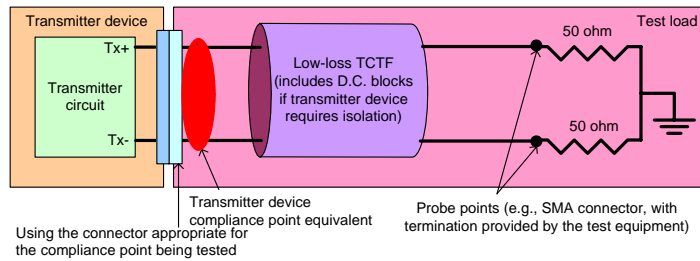 Transmitter device
Test load
Tx+
50 ohm
Low-loss TCTF
(includes D.C. blocks
if transmitter device
requires isolation)
Transmitter
circuit
50 ohm
Tx-
Transmitter device
compliance point equivalent
Probe points (e.g., SMA connector, with
termination provided by the test equipment)
Using the connector appropriate for
the compliance point being tested